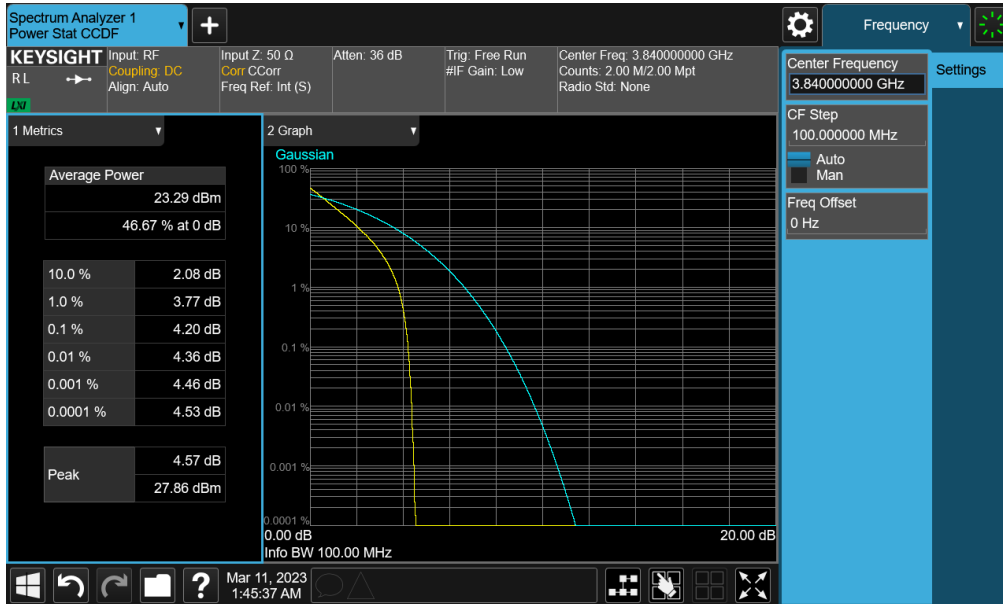 Spectrum Analyzer 1
Power Stat CCDF
+
Frequency
KEYSIGHT
R L
LXI
Input: RF
Coupling: DC
Align: Auto
Input Z: 50 Ω
Corr CCorr
Freq Ref: Int (S)
Atten: 36 dB
Trig: Free Run
#IF Gain: Low
Center Freq: 3.840000000 GHz
Counts: 2.00 M/2.00 Mpt
Radio Std: None
Center Frequency
3.840000000 GHz
Settings
CF Step
100.000000 MHz
Auto
Man
Freq Offset
0 Hz
1 Metrics
Average Power
23.29 dBm
46.67 % at 0 dB
10.0 % 2.08 dB
1.0 % 3.77 dB
0.1 % 4.20 dB
0.01 % 4.36 dB
0.001 % 4.46 dB
0.0001 % 4.53 dB
Peak 4.57 dB
27.86 dBm
2 Graph
Gaussian
100 %
10 %
1 %
0.1 %
0.01 %
0.001 %
0.0001 %
0.00 dB 20.00 dB
Info BW 100.00 MHz
?
Mar 11, 2023
1:45:37 AM